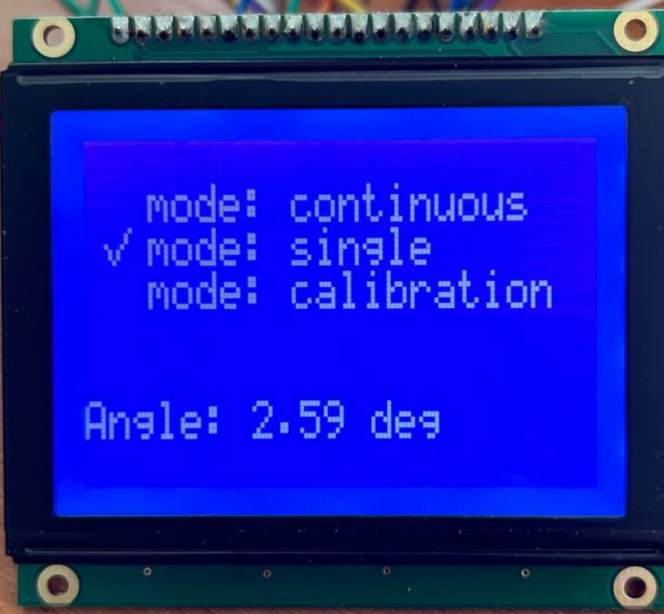 mode: continuous
√ mode: single
mode: calibration
Angle: 2.59 deg